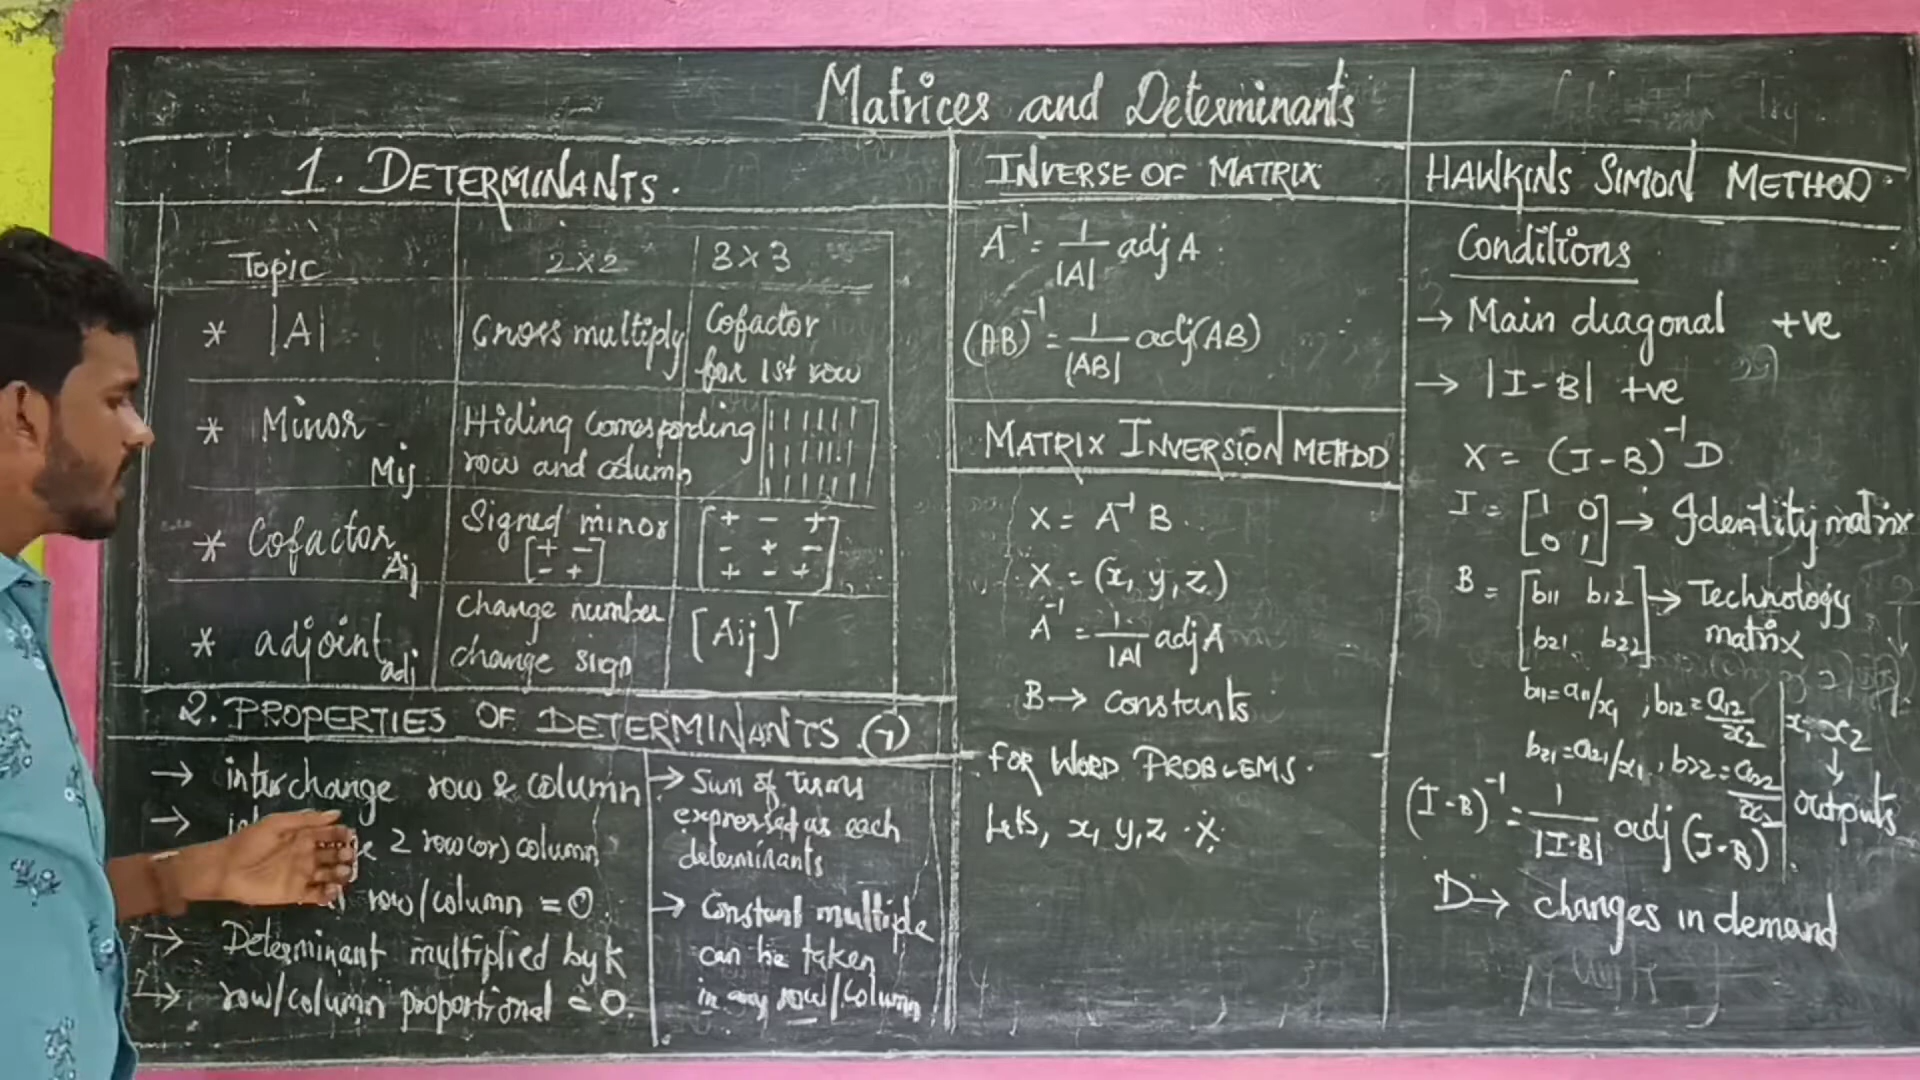 Matrices and Determinants
1. DETERMINANTS.
Topic 2x2 3x3
* |A| Cross multiply Cofactor for 1st row
* Minor Mij Hiding Corresponding row and column
* Cofactor Aij Signed minor [+ - - +] [+ - + - + - + - +]
* adjoint adj change number change sign [Aij]ᵀ
2. PROPERTIES OF DETERMINANTS (7)
→ interchange row & column
→ 2 row(or) column
row/column = 0.
→ Determinant multiplied by k
→ row/column proportional = 0.
→ Sum of terms
expressed as each
determinants
→ Constant multiple
can be taken
in any row/column
INVERSE OF MATRIX
A⁻¹ = 1/|A| adj A.
(AB)⁻¹ = 1/|AB| adj(AB)
MATRIX INVERSION METHOD
X = A⁻¹ B.
X = (x, y, z)
A⁻¹ = 1/|A| adj A
B → constants
FOR WORD PROBLEMS.
Lets, x, y, z
HAWKINS SIMON METHOD.
Conditions
→ Main diagonal +ve
→ |I-B| +ve
X = (I-B)⁻¹ D
I = [1 0 0 1] → Identity matrix
B = [b11 b12 b21 b22] → Technology matrix
b11=a11/x1, b12=a12/x2
b21=a21/x1, b22=a22/x2
x1, x2
↓
outputs
(I-B)⁻¹ = 1/|I-B| adj (I-B).
D → changes in demand